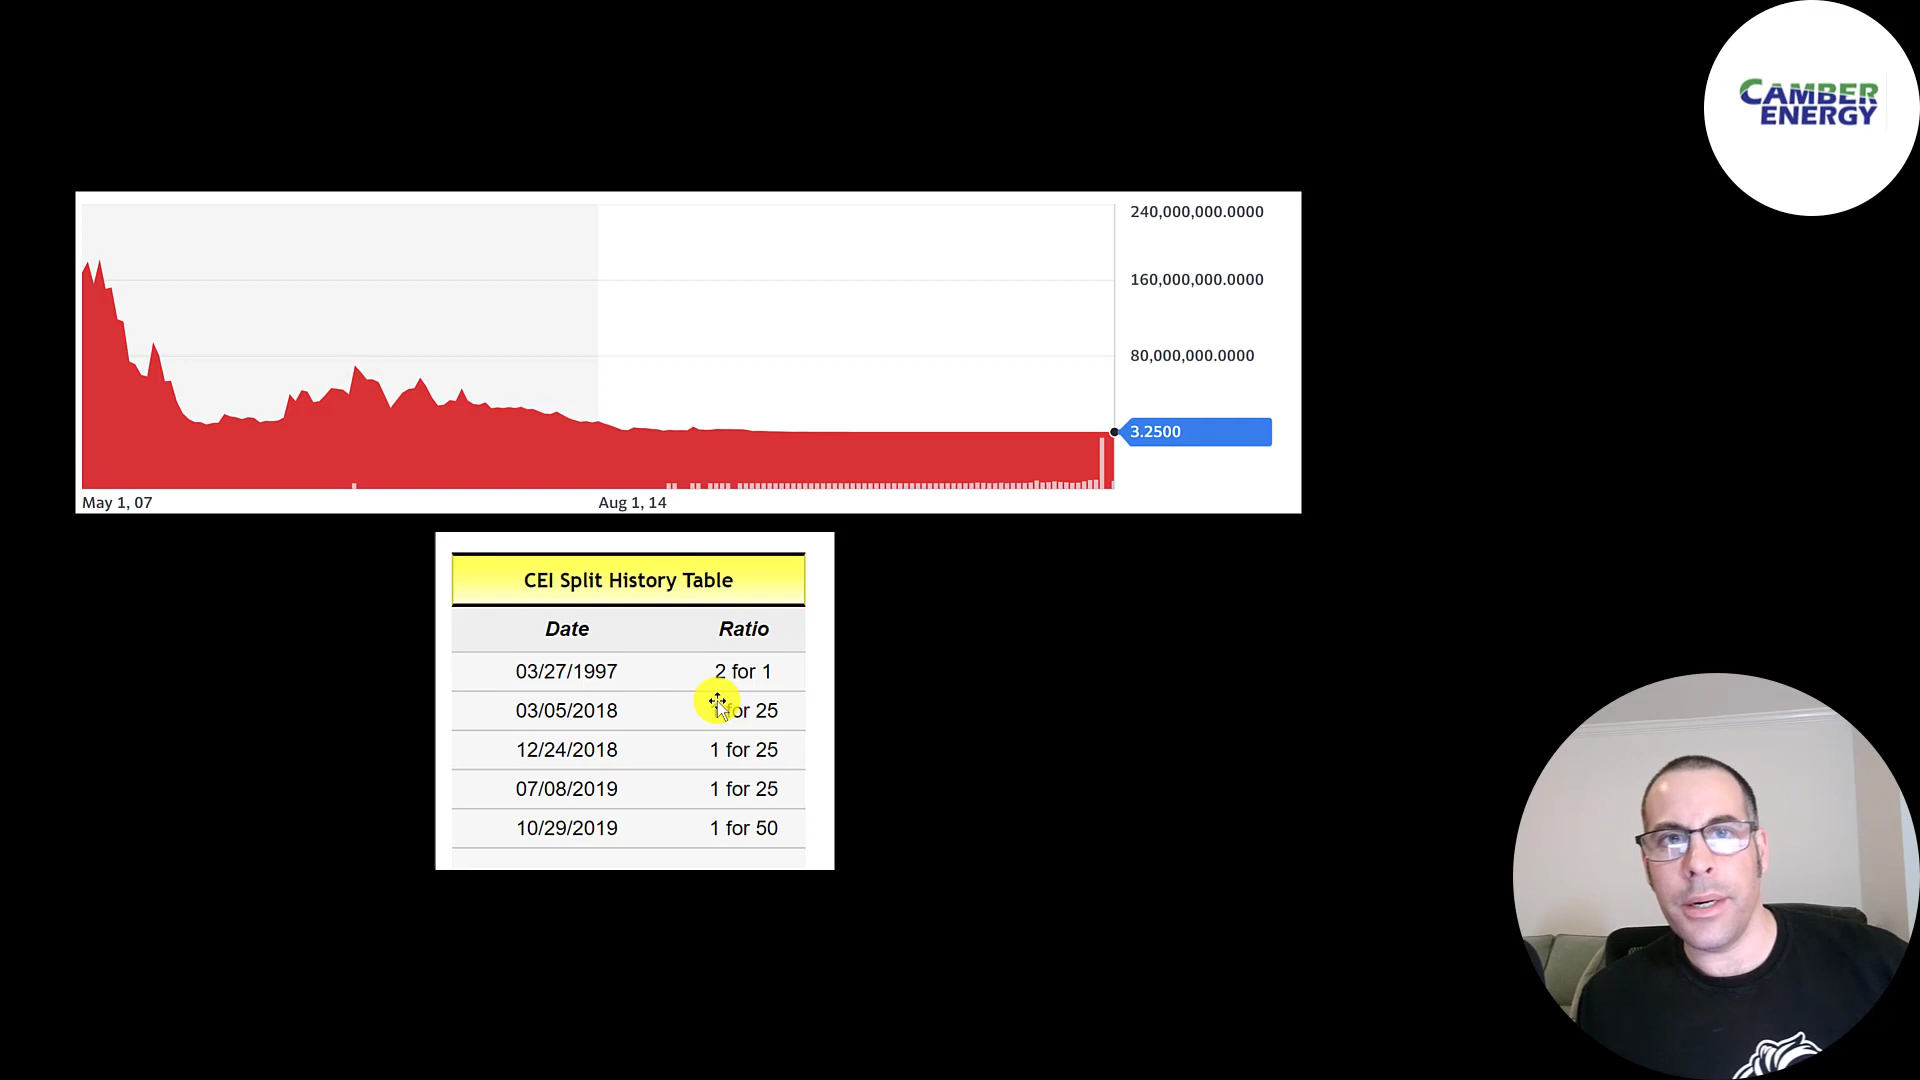 CAMBER
ENERGY
240,000,000.0000
160,000,000.0000
80,000,000.0000
3.2500
May 1, 07
Aug 1, 14
CEI Split History Table
Date Ratio
03/27/1997 2 for 1
03/05/2018 for 25
12/24/2018 1 for 25
07/08/2019 1 for 25
10/29/2019 1 for 50